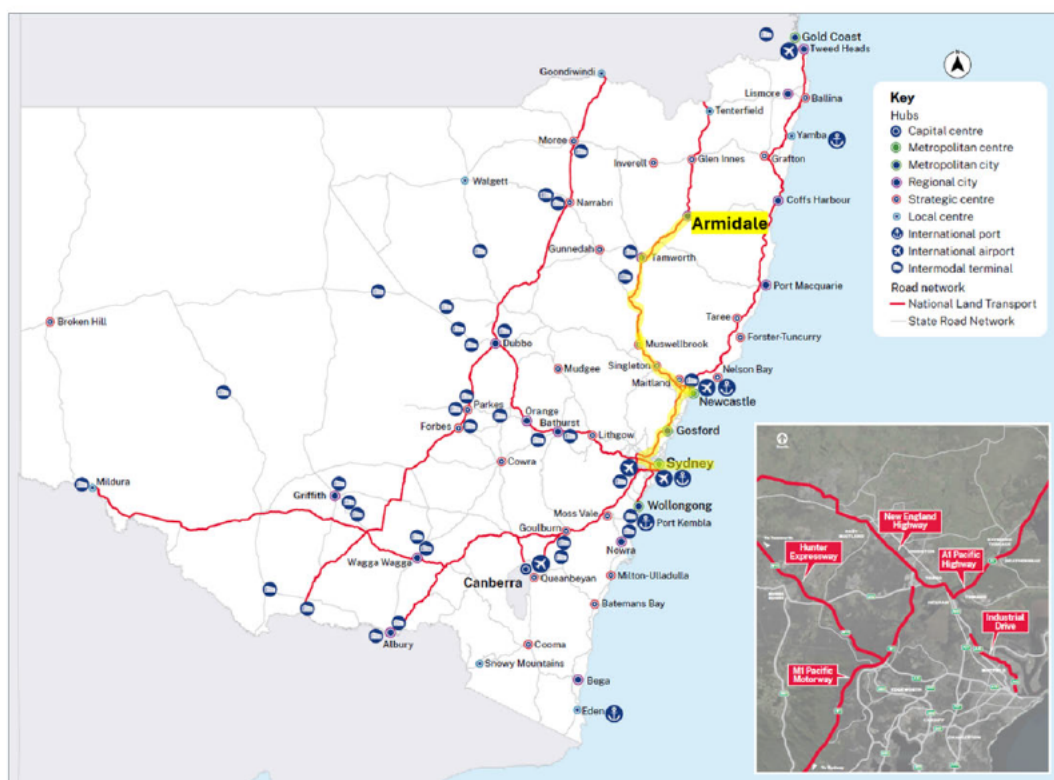 Gold Coast
Tweed Heads
Goondiwindi
Lismore
Ballina
Tenterfield
Yamba
Moree
Inverell
Glen Innes
Grafton
Walgett
Narrabri
Coffs Harbour
Armidale
Gunnedah
Tamworth
Port Macquarie
Broken Hill
Taree
Dubbo
Muswellbrook
Forster-Tuncurry
Mudgee
Singleton
Maitland
Nelson Bay
Newcastle
Parkes
Orange
Forbes
Bathurst
Lithgow
Gosford
Cowra
Sydney
Mildura
Griffith
Wollongong
Moss Vale
Port Kembla
Goulburn
Nowra
Wagga Wagga
Canberra
Queanbeyan
Milton-Ulladulla
Batemans Bay
Albury
Cooma
Snowy Mountains
Bega
Eden
Key
Hubs
Capital centre
Metropolitan centre
Metropolitan city
Regional city
Strategic centre
Local centre
International port
International airport
Intermodal terminal
Road network
National Land Transport
State Road Network
New England
Highway
Hunter
Expressway
A1 Pacific
Highway
Industrial
Drive
M1 Pacific
Motorway